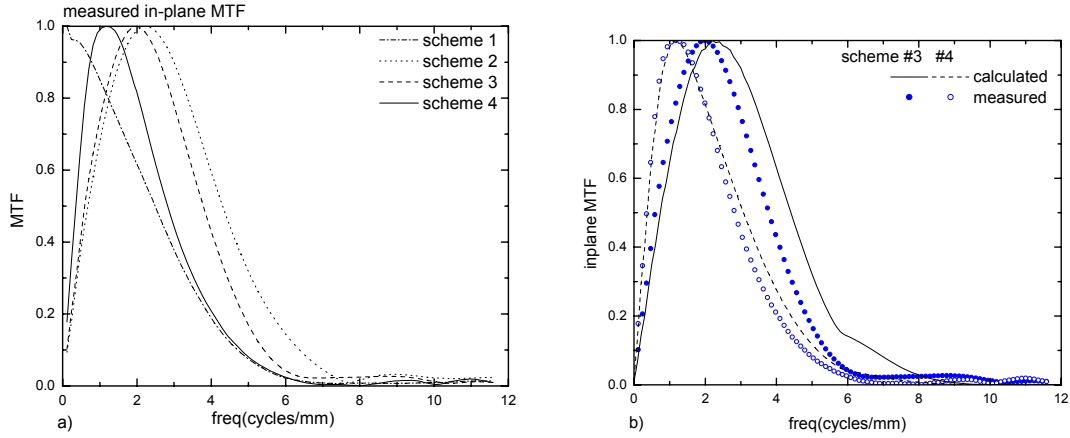 measured in-plane MTF
1.0
0.8
0.6
0.4
0.2
0.0
MTF
scheme 1
scheme 2
scheme 3
scheme 4
0 2 4 6 8 10 12
freq(cycles/mm)
a)
1.0
0.8
0.6
0.4
0.2
0.0
inplane MTF
scheme #3 #4
calculated
measured
0 2 4 6 8 10 12
freq(cycles/mm)
b)